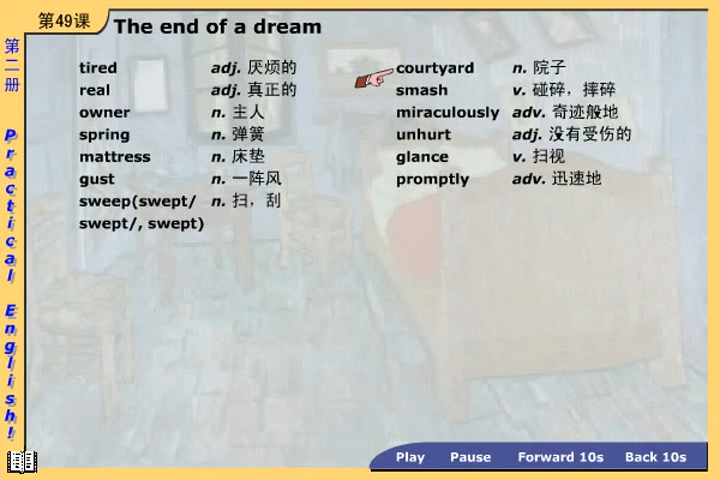 第49课
The end of a dream
第二册
Practical English!
tired adj. 厌烦的
real adj. 真正的
owner n. 主人
spring n. 弹簧
mattress n. 床垫
gust n. 一阵风
sweep(swept/ n. 扫，刮
swept/, swept)
courtyard n. 院子
smash v. 碰碎，摔碎
miraculously adv. 奇迹般地
unhurt adj. 没有受伤的
glance v. 扫视
promptly adv. 迅速地
Play Pause Forward 10s Back 10s